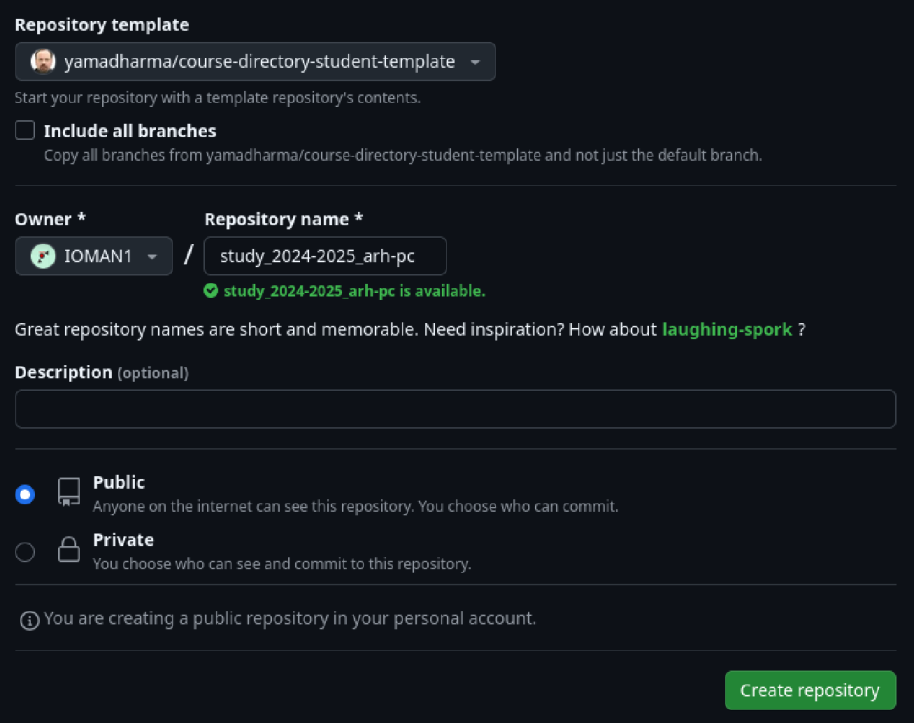 Repository template
yamadharma/course-directory-student-template
Start your repository with a template repository's contents.
Include all branches
Copy all branches from yamadharma/course-directory-student-template and not just the default branch.
Owner * Repository name *
IOMAN1 / study_2024-2025_arh-pc
study_2024-2025_arh-pc is available.
Great repository names are short and memorable. Need inspiration? How about laughing-spork ?
Description (optional)
Public
Anyone on the internet can see this repository. You choose who can commit.
Private
You choose who can see and commit to this repository.
You are creating a public repository in your personal account.
Create repository